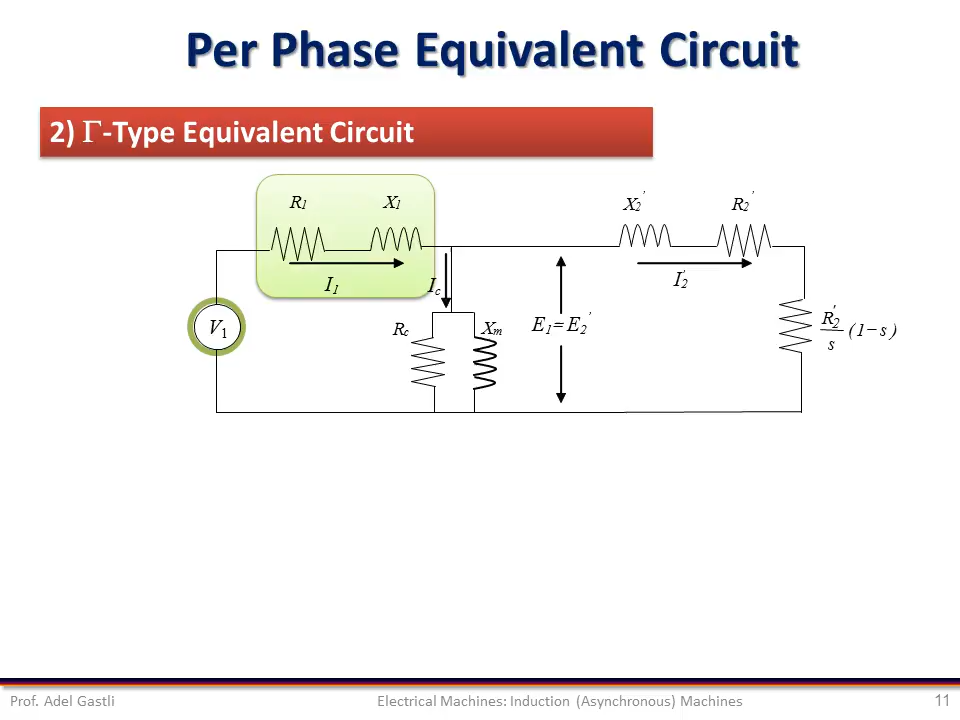 Per Phase Equivalent Circuit
2) Γ-Type Equivalent Circuit
R1
X1
X2'
R2'
I1
Ic
I'2
V1
Rc
Xm
E1= E2'
R'2
s
(1− s )
Prof. Adel Gastli
Electrical Machines: Induction (Asynchronous) Machines
11